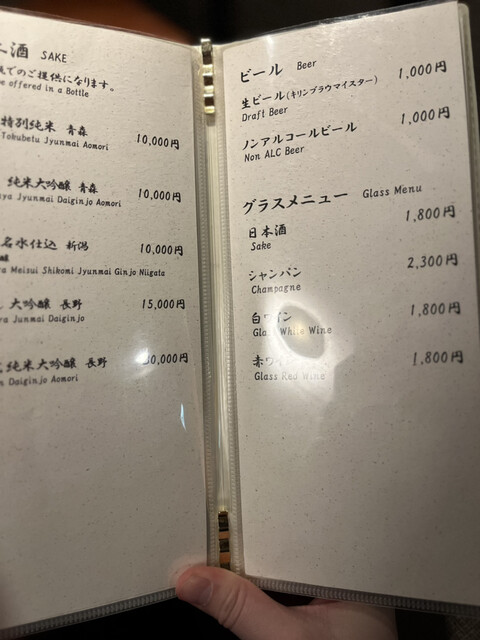 酒 SAKE
でのご提供になります。
offered in a Bottle
特別純米 青森 10,000円
Tokubetu Jyunmai Aomori
純米大吟醸 青森 10,000円
Jyunmai Daiginjo Aomori
名水仕込 新潟 10,000円
Meisui Shikomi Jyunmai Ginjo Niigata
大吟醸 長野 15,000円
Junmai Daiginjo
純米大吟醸 長野 30,000円
Daiginjo Aomori
ビール Beer
生ビール(キリンブラウマイスター) 1,000円
Draft Beer
ノンアルコールビール 1,000円
Non ALC Beer
グラスメニュー Glass Menu
日本酒 1,800円
Sake
シャンパン 2,300円
Champagne
白ワイン 1,800円
Glass White Wine
赤ワイン 1,800円
Glass Red Wine